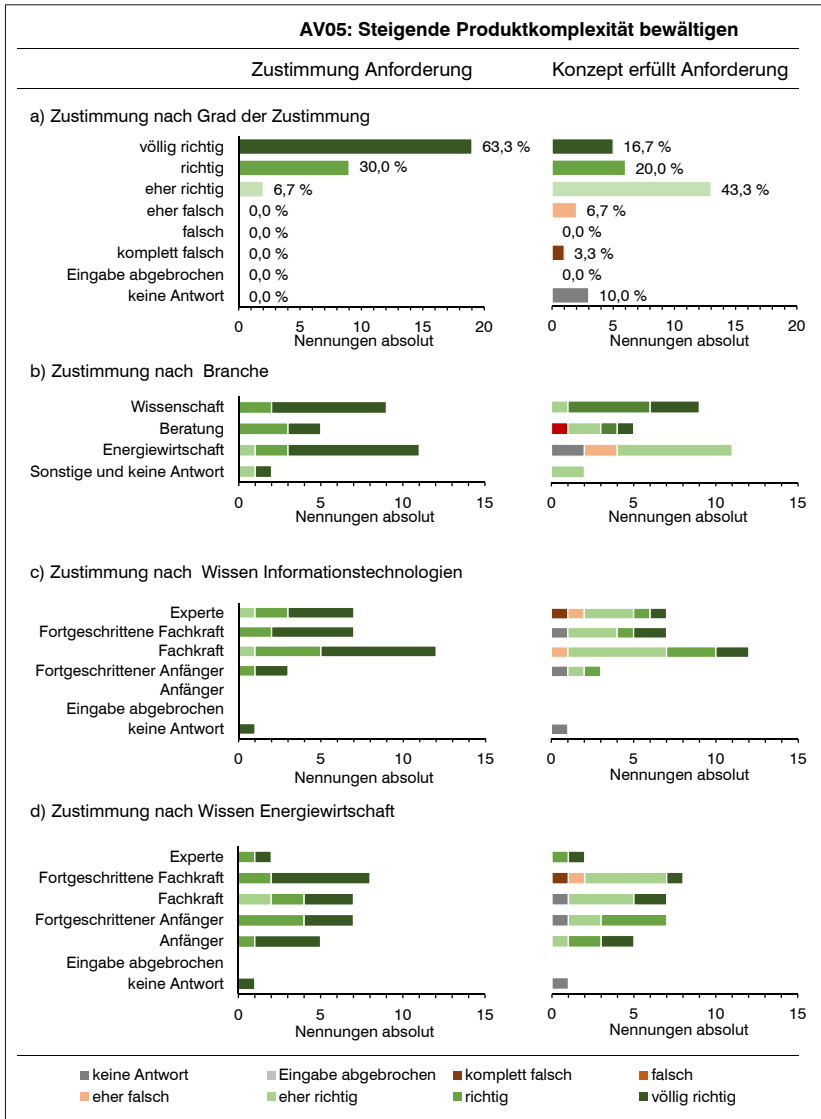 AV05: Steigende Produktkomplexität bewältigen
Zustimmung Anforderung Konzept erfüllt Anforderung
a) Zustimmung nach Grad der Zustimmung
völlig richtig 63,3 % 16,7 %
richtig 30,0 % 20,0 %
eher richtig 6,7 % 43,3 %
eher falsch 0,0 % 6,7 %
falsch 0,0 % 0,0 %
komplett falsch 0,0 % 3,3 %
Eingabe abgebrochen 0,0 % 0,0 %
keine Antwort 0,0 % 10,0 %
0 5 10 15 20 0 5 10 15 20
Nennungen absolut Nennungen absolut
b) Zustimmung nach Branche
Wissenschaft
Beratung
Energiewirtschaft
Sonstige und keine Antwort
0 5 10 15 0 5 10 15
Nennungen absolut Nennungen absolut
c) Zustimmung nach Wissen Informationstechnologien
Experte
Fortgeschrittene Fachkraft
Fachkraft
Fortgeschrittener Anfänger
Anfänger
Eingabe abgebrochen
keine Antwort
0 5 10 15 0 5 10 15
Nennungen absolut Nennungen absolut
d) Zustimmung nach Wissen Energiewirtschaft
Experte
Fortgeschrittene Fachkraft
Fachkraft
Fortgeschrittener Anfänger
Anfänger
Eingabe abgebrochen
keine Antwort
0 5 10 15 0 5 10 15
Nennungen absolut Nennungen absolut
keine Antwort Eingabe abgebrochen komplett falsch falsch
eher falsch eher richtig richtig völlig richtig